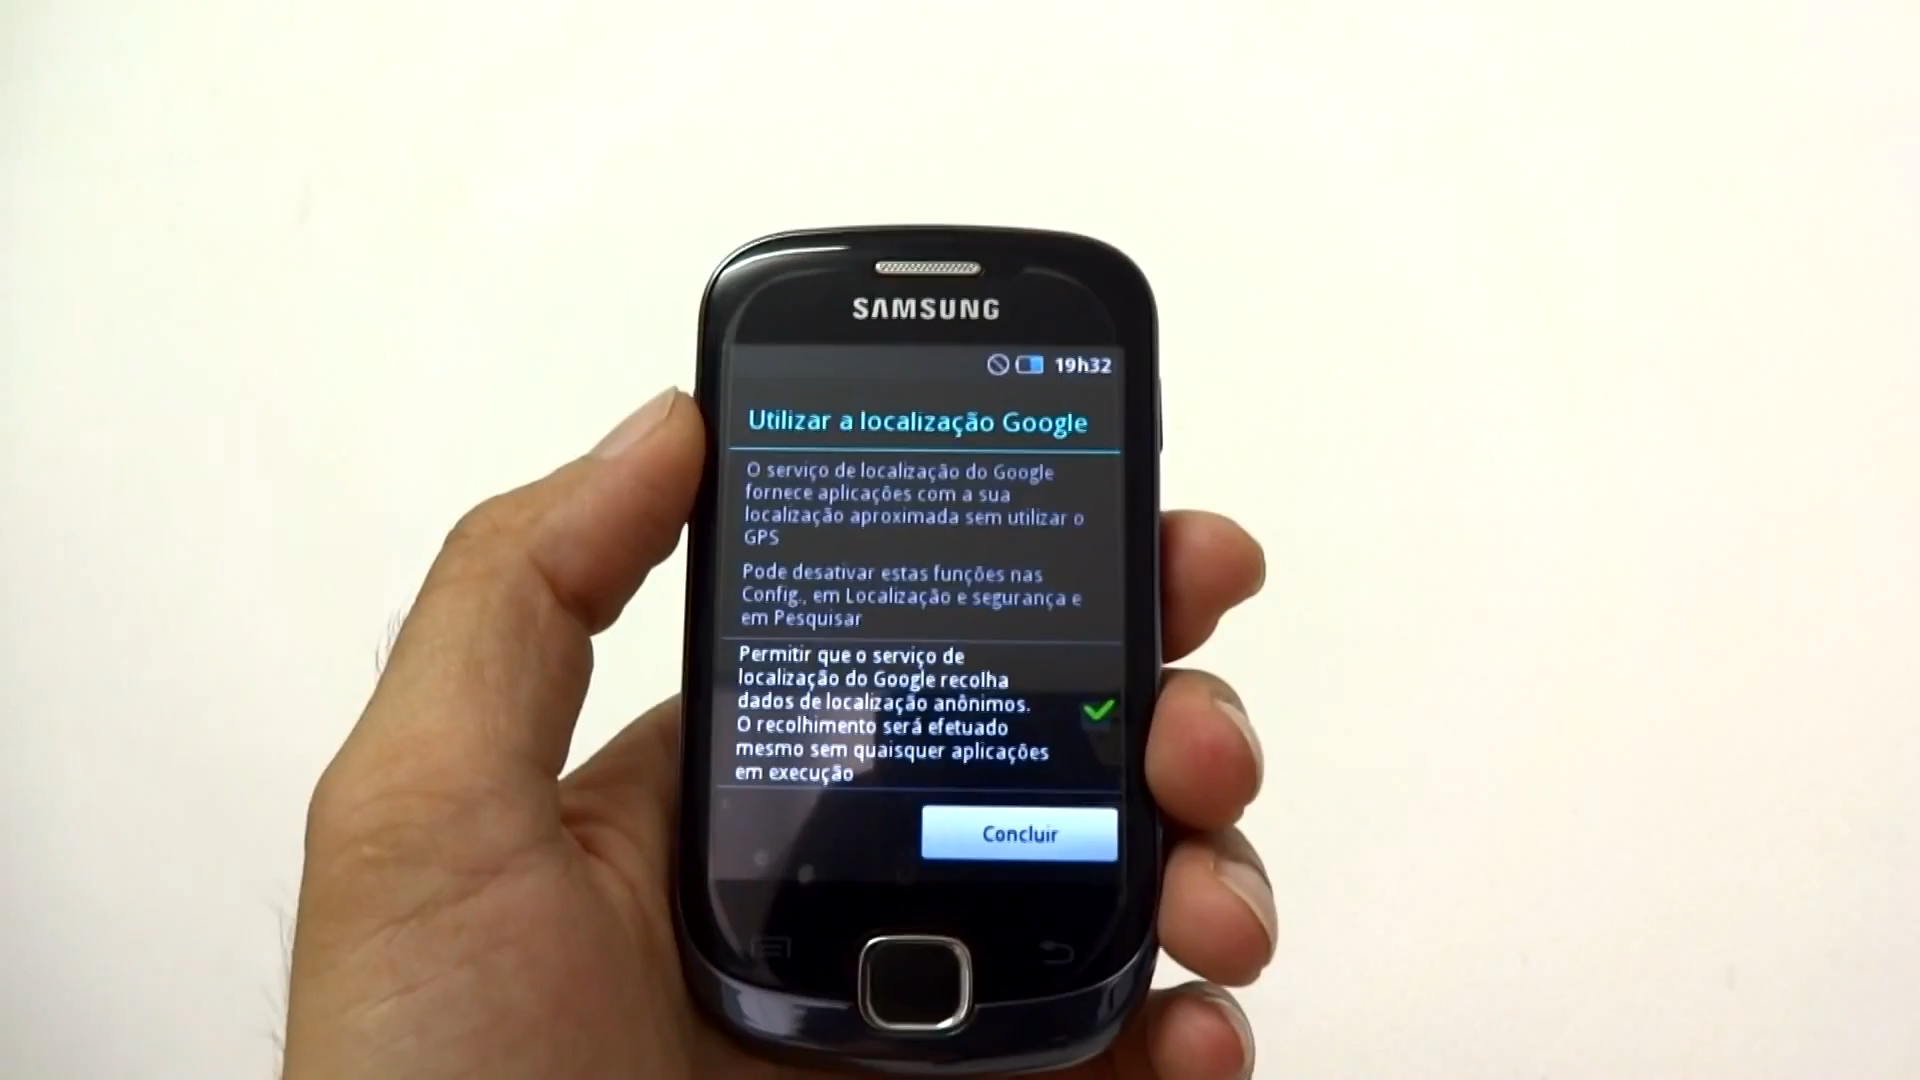 SAMSUNG
19h32
Utilizar a localização Google
O serviço de localização do Google
fornece aplicações com a sua
localização aproximada sem utilizar o
GPS
Pode desativar estas funções nas
Config., em Localização e segurança e
em Pesquisar
Permitir que o serviço de
localização do Google recolha
dados de localização anônimos.
O recolhimento será efetuado
mesmo sem quaisquer aplicações
em execução
Concluir